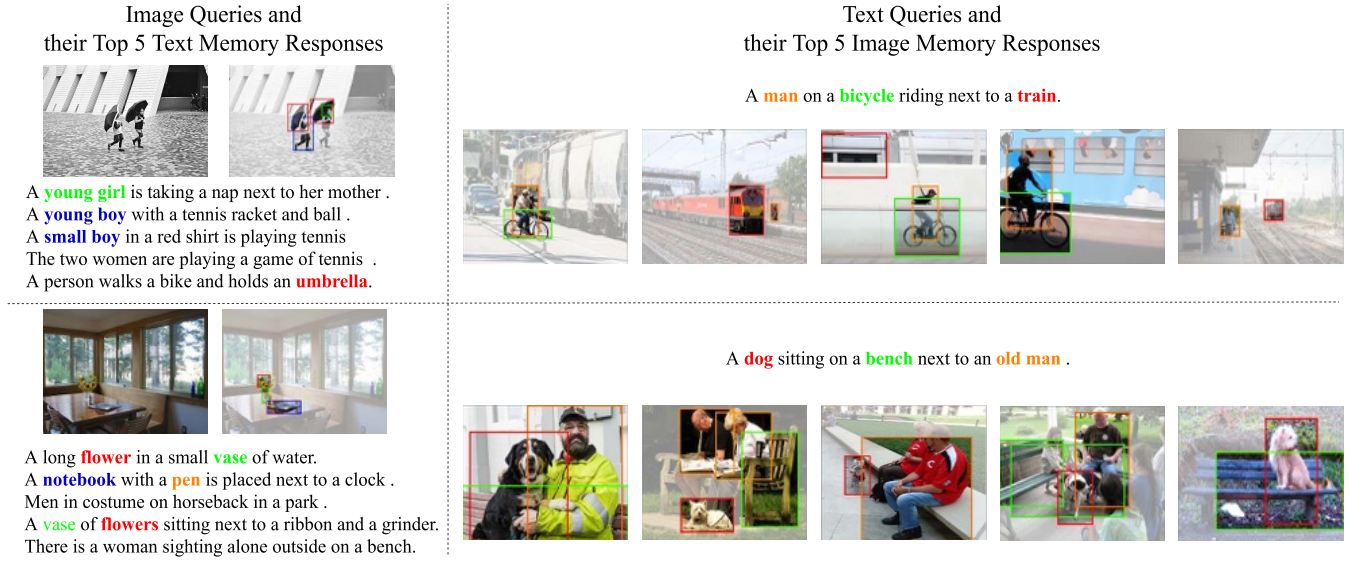 Image Queries and
their Top 5 Text Memory Responses
A young girl is taking a nap next to her mother .
A young boy with a tennis racket and ball .
A small boy in a red shirt is playing tennis
The two women are playing a game of tennis .
A person walks a bike and holds an umbrella.
A long flower in a small vase of water.
A notebook with a pen is placed next to a clock .
Men in costume on horseback in a park .
A vase of flowers sitting next to a ribbon and a grinder.
There is a woman sighting alone outside on a bench.
Text Queries and
their Top 5 Image Memory Responses
A man on a bicycle riding next to a train.
A dog sitting on a bench next to an old man .